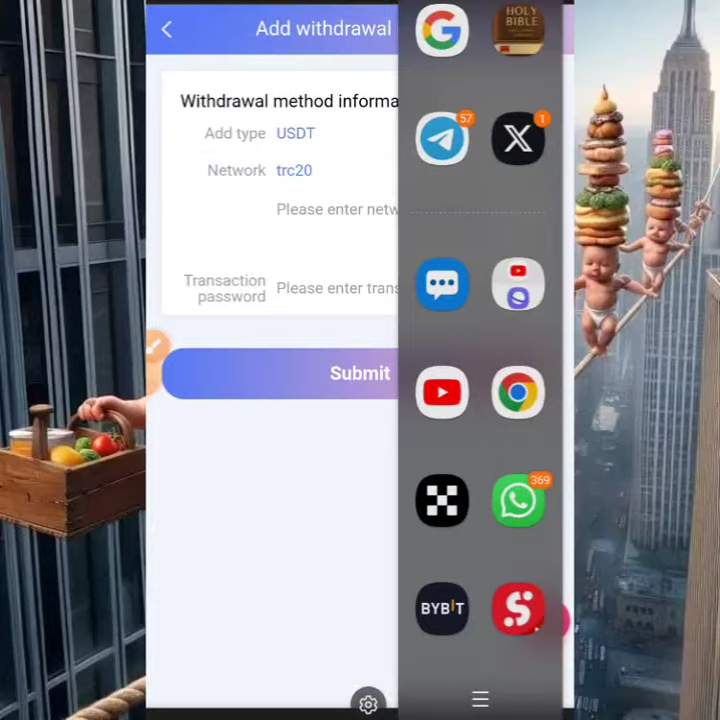 Add withdrawal
Withdrawal method informa
Add type USDT
Network trc20
Please enter netw
Transaction
password
Please enter trans
Submit
HOLY
BIBLE
57
1
369
BYBIT